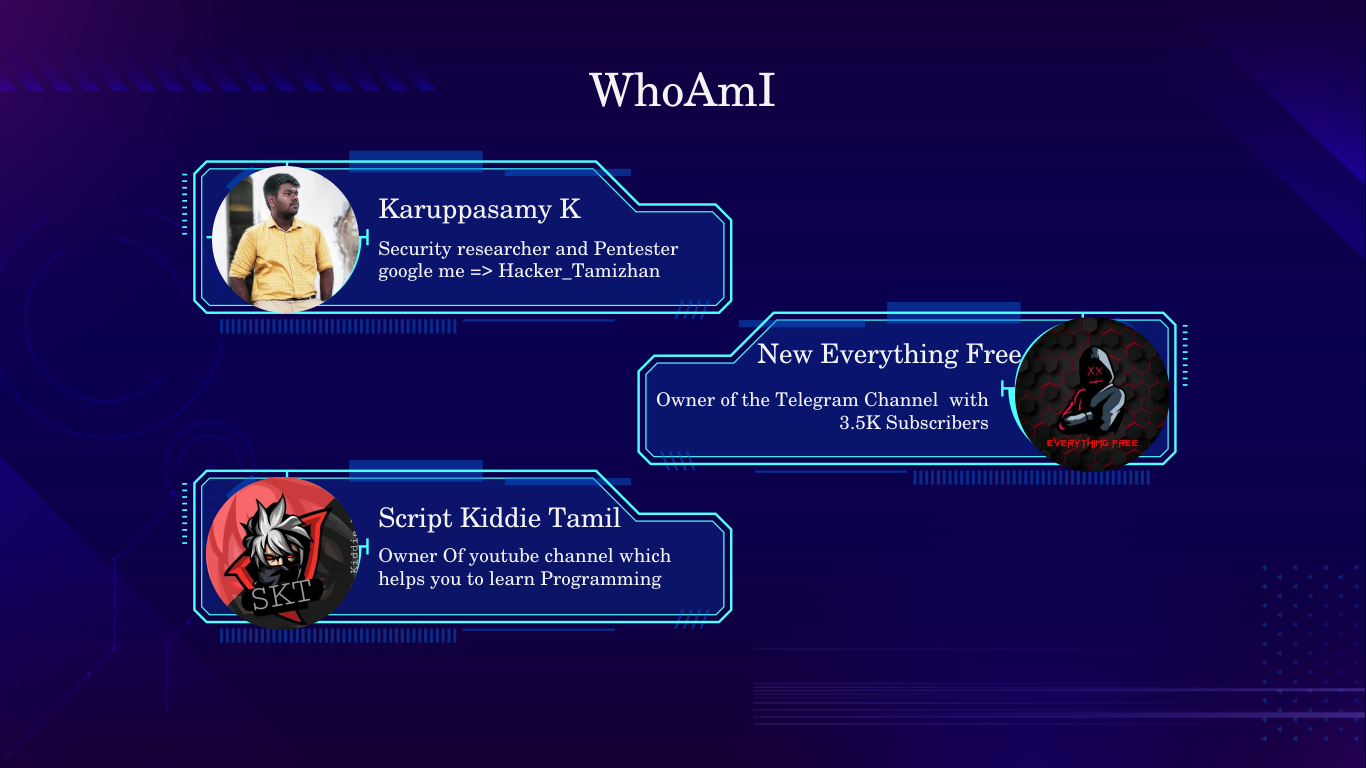 WhoAmI
Karuppasamy K
Security researcher and Pentester
google me => Hacker_Tamizhan
New Everything Free
Owner of the Telegram Channel with
3.5K Subscribers
EVERYTHING FREE
Script Kiddie Tamil
Owner Of youtube channel which
helps you to learn Programming
Kiddie
SKT